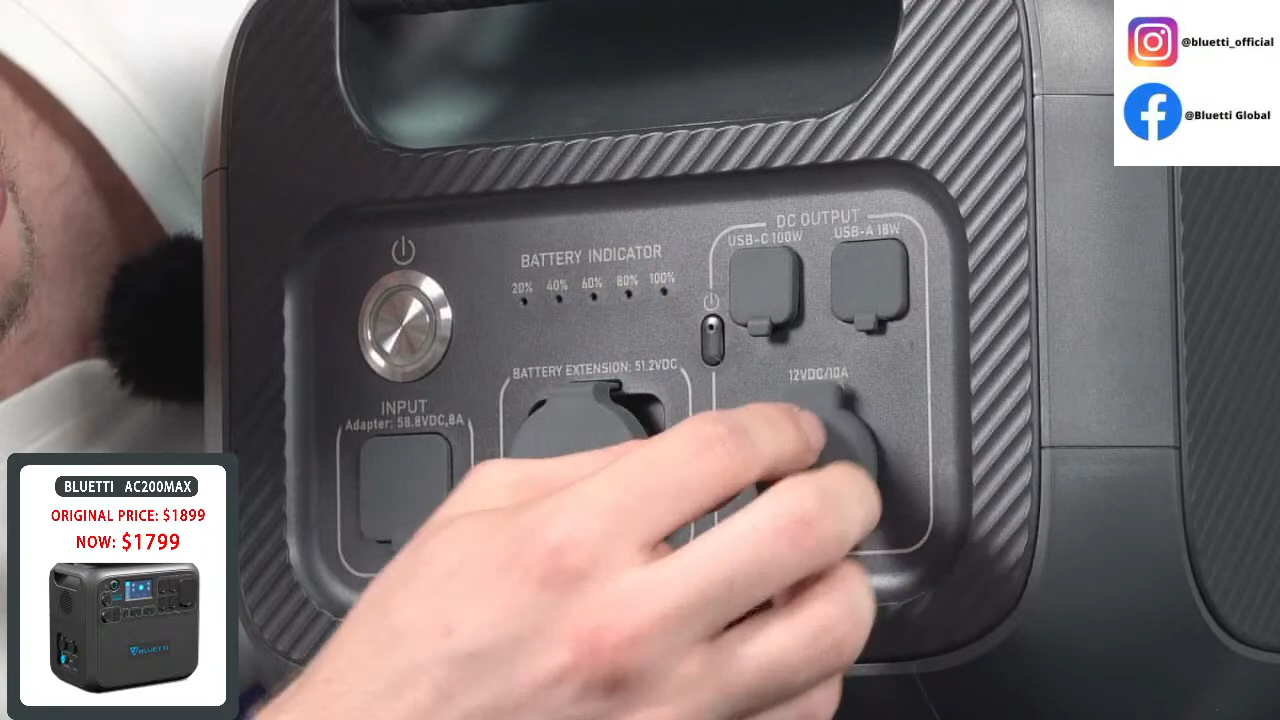 @bluetti_official
@Bluetti Global
DC OUTPUT
USB-C 100W
USB-A 18W
BATTERY INDICATOR
20% 40% 60% 80% 100%
BATTERY EXTENSION: 51.2VDC
12VDC/10A
INPUT
Adapter: 58.8VDC,8A
BLUETTI AC200MAX
ORIGINAL PRICE: $1899
NOW: $1799
BLUETTI